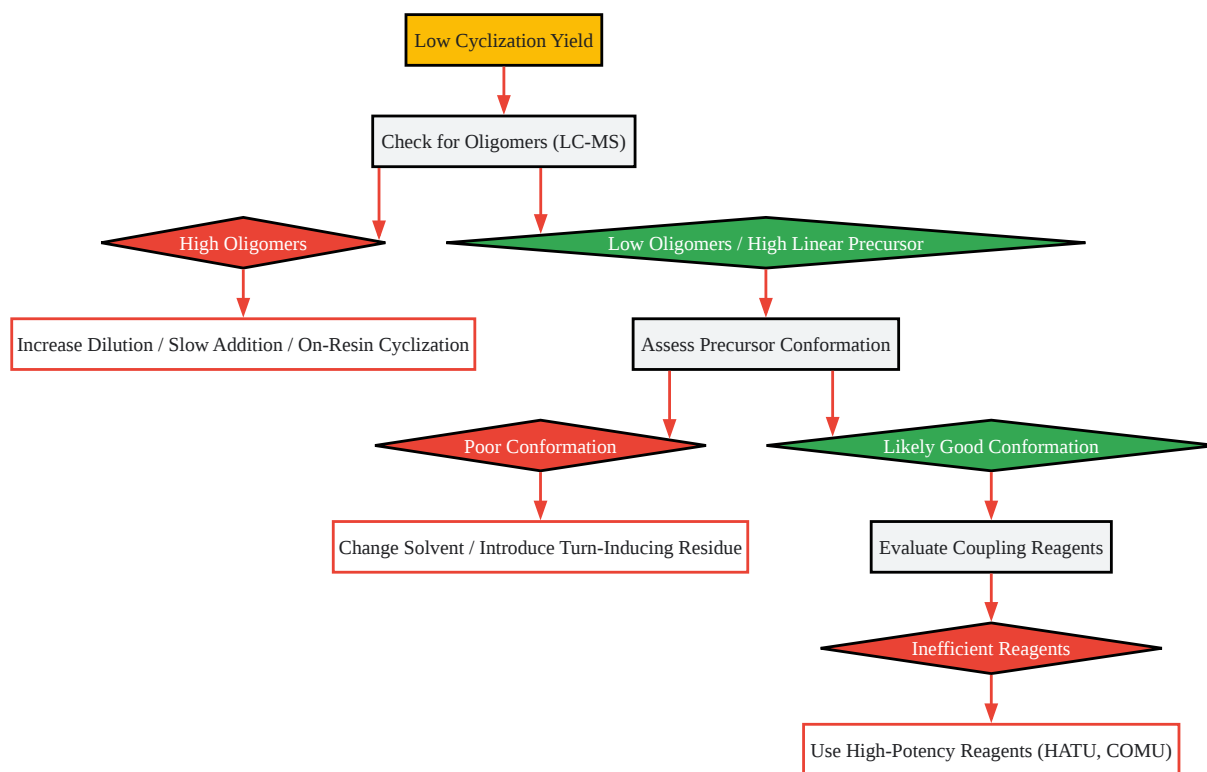 Low Cyclization Yield
Check for Oligomers (LC-MS)
High Oligomers
Low Oligomers / High Linear Precursor
Increase Dilution / Slow Addition / On-Resin Cyclization
Assess Precursor Conformation
Poor Conformation
Likely Good Conformation
Change Solvent / Introduce Turn-Inducing Residue
Evaluate Coupling Reagents
Inefficient Reagents
Use High-Potency Reagents (HATU, COMU)